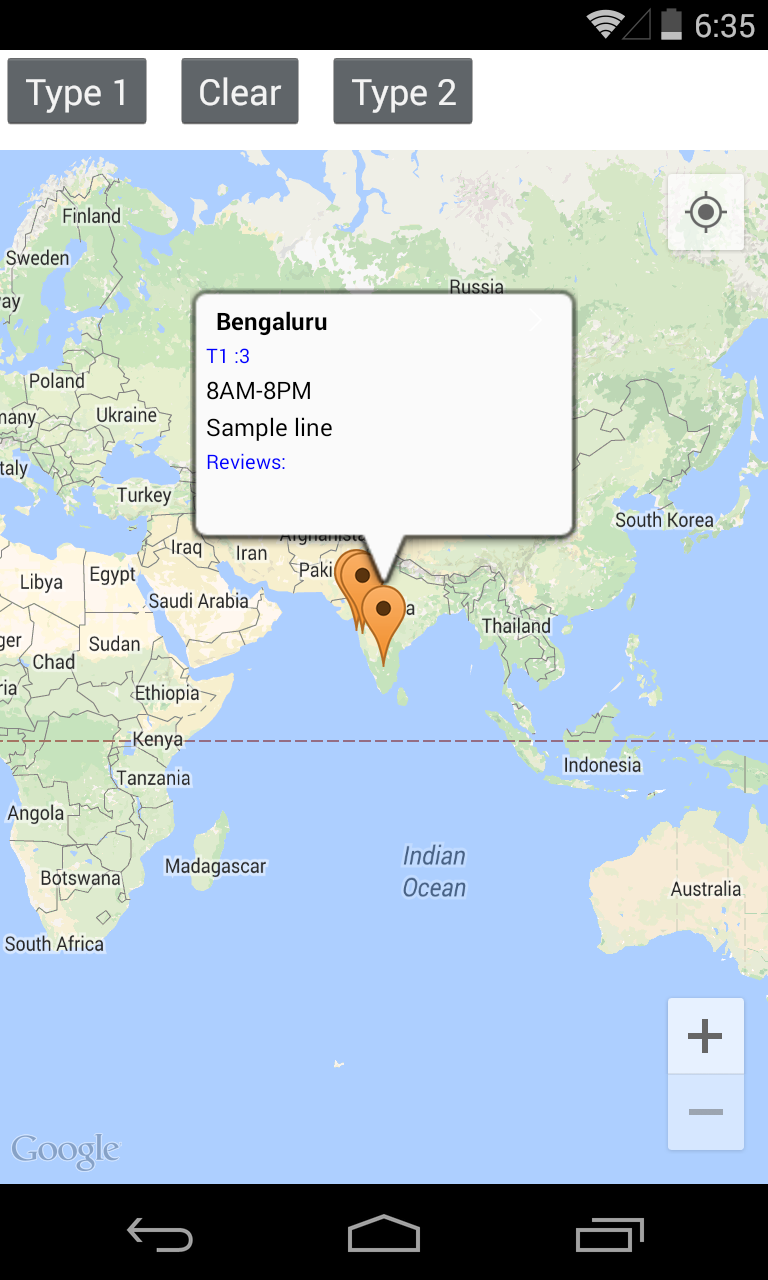 6:35
Type 1 Clear Type 2
Finland
Sweden
way
Russia
Bengaluru
T1 :3
8AM-8PM
Sample line
Reviews:
Poland
many
Ukraine
taly
Turkey
South Korea
Afghanista
Iraq
Iran
Paki
Libya
Egypt
Saudi Arabia
a
Thailand
ger
Sudan
Chad
ria
Ethiopia
Kenya
Indonesia
Tanzania
Angola
Indian
Ocean
Madagascar
Botswana
Australia
South Africa
Google